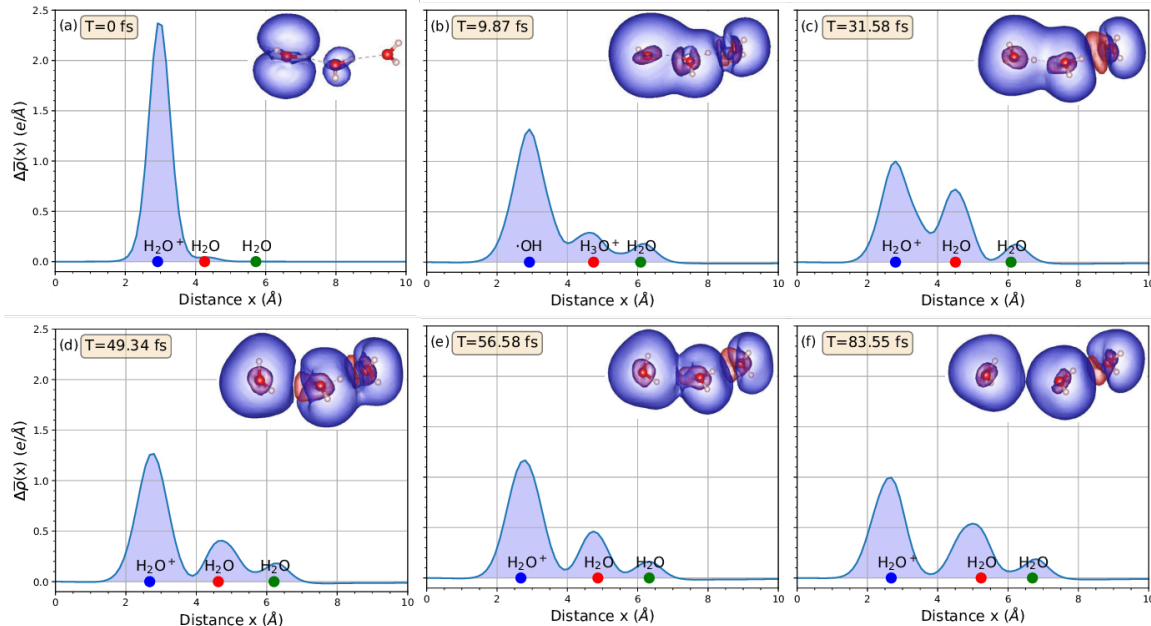 (a) T=0 fs
2.5
2.0
1.5
1.0
0.5
0.0
Δρ̅(x) (e/Å)
H₂O⁺ H₂O H₂O
0 2 4 6 8 10
Distance x (Å)
(b) T=9.87 fs
·OH H₃O⁺ H₂O
0 2 4 6 8 10
Distance x (Å)
(c) T=31.58 fs
H₂O⁺ H₂O H₂O
0 2 4 6 8 10
Distance x (Å)
(d) T=49.34 fs
2.5
2.0
1.5
1.0
0.5
0.0
Δρ̅(x) (e/Å)
H₂O⁺ H₂O H₂O
0 2 4 6 8 10
Distance x (Å)
(e) T=56.58 fs
H₂O⁺ H₂O H₂O
0 2 4 6 8 10
Distance x (Å)
(f) T=83.55 fs
H₂O⁺ H₂O H₂O
0 2 4 6 8 10
Distance x (Å)